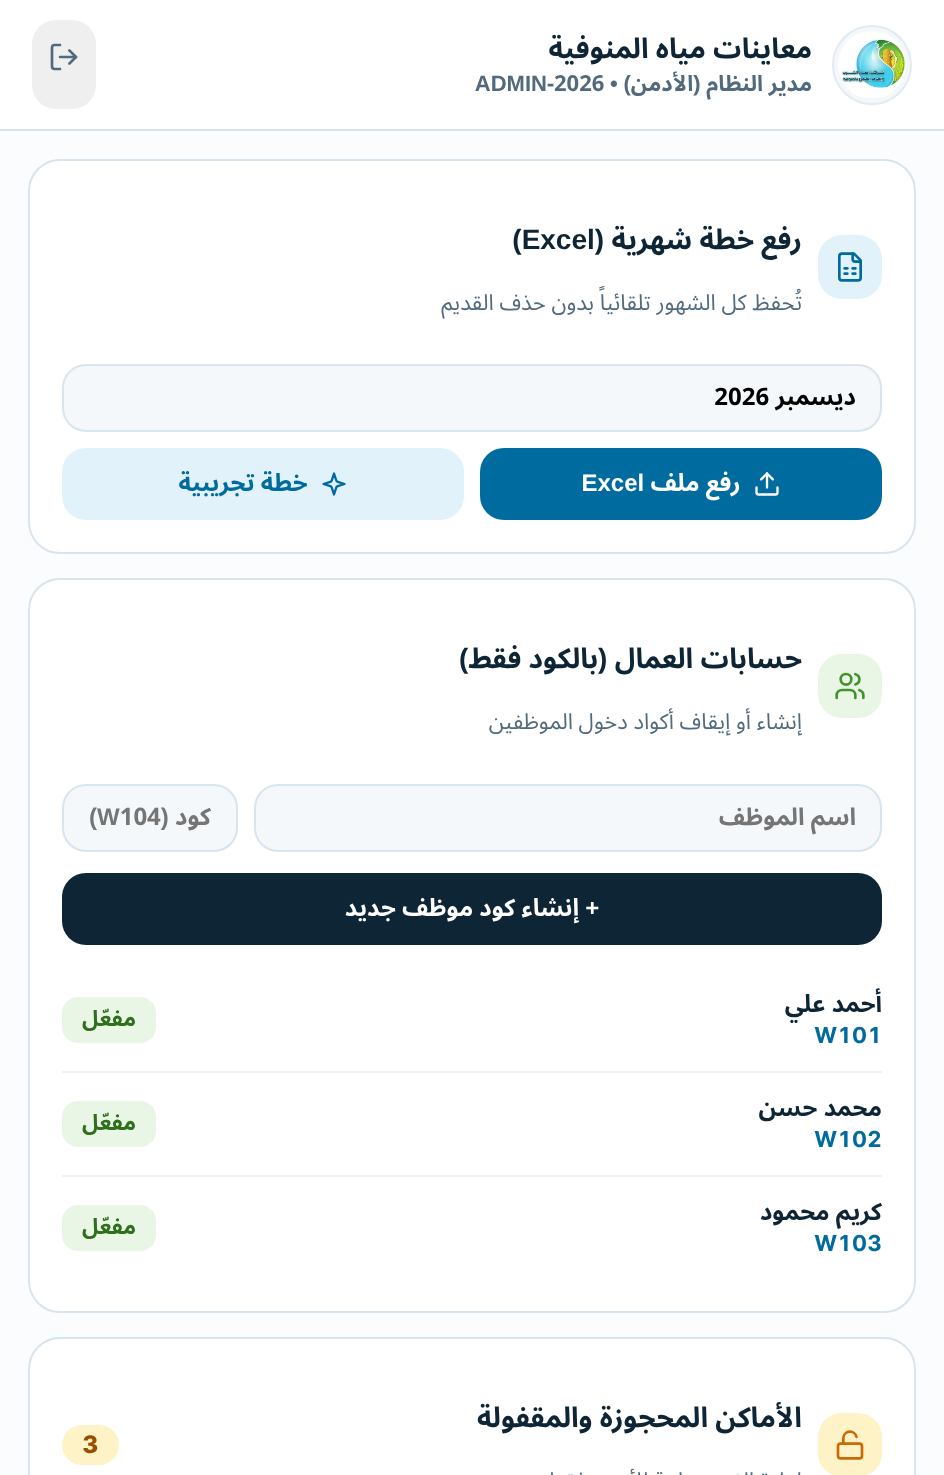 معاينات مياه المنوفية
مدير النظام (الأدمن) • ADMIN-2026
رفع خطة شهرية (Excel)
تُحفظ كل الشهور تلقائياً بدون حذف القديم
ديسمبر 2026
رفع ملف Excel
خطة تجريبية
حسابات العمال (بالكود فقط)
إنشاء أو إيقاف أكواد دخول الموظفين
اسم الموظف
كود (W104)
+ إنشاء كود موظف جديد
أحمد علي
W101
مفعّل
محمد حسن
W102
مفعّل
كريم محمود
W103
مفعّل
الأماكن المحجوزة والمقفولة
3